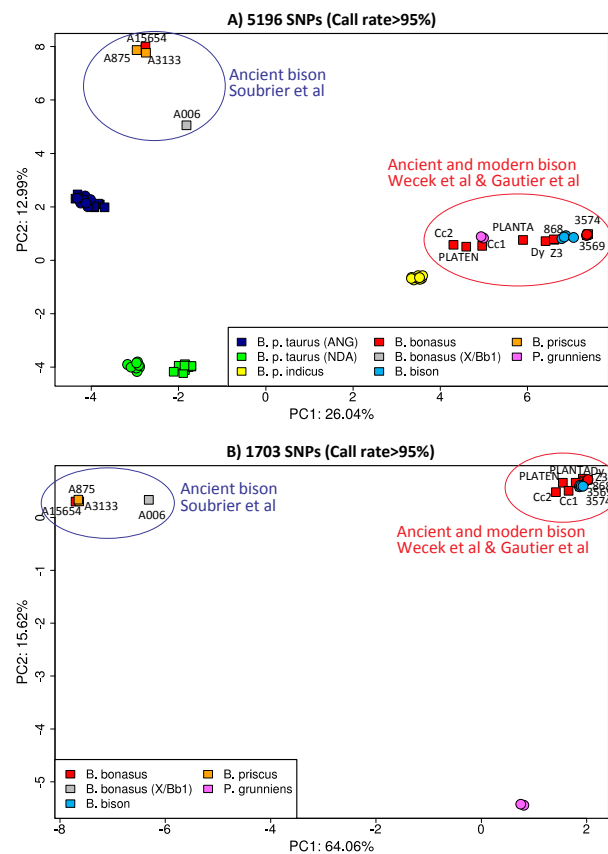 A) 5196 SNPs (Call rate>95%)
PC2: 12.99%
8
6
4
2
0
-2
-4
A15654
A875
A3133
Ancient bison
Soubrier et al
A006
Ancient and modern bison
Wecek et al & Gautier et al
Cc2
PLATEN
Cc1
PLANTA
Dy
868
Z3
3574
3569
B. p. taurus (ANG)
B. p. taurus (NDA)
B. p. indicus
B. bonasus
B. bonasus (X/Bb1)
B. bison
B. priscus
P. grunniens
-4
-2
0
2
4
6
PC1: 26.04%
B) 1703 SNPs (Call rate>95%)
PC2: 15.62%
0
-1
-2
-3
-4
-5
A875
A15654
A3133
A006
Ancient bison
Soubrier et al
PLATEN
PLANTA
Dy
Z3
868
3569
3574
Cc2
Cc1
Ancient and modern bison
Wecek et al & Gautier et al
B. bonasus
B. bonasus (X/Bb1)
B. bison
B. priscus
P. grunniens
-8
-6
-4
-2
0
2
PC1: 64.06%